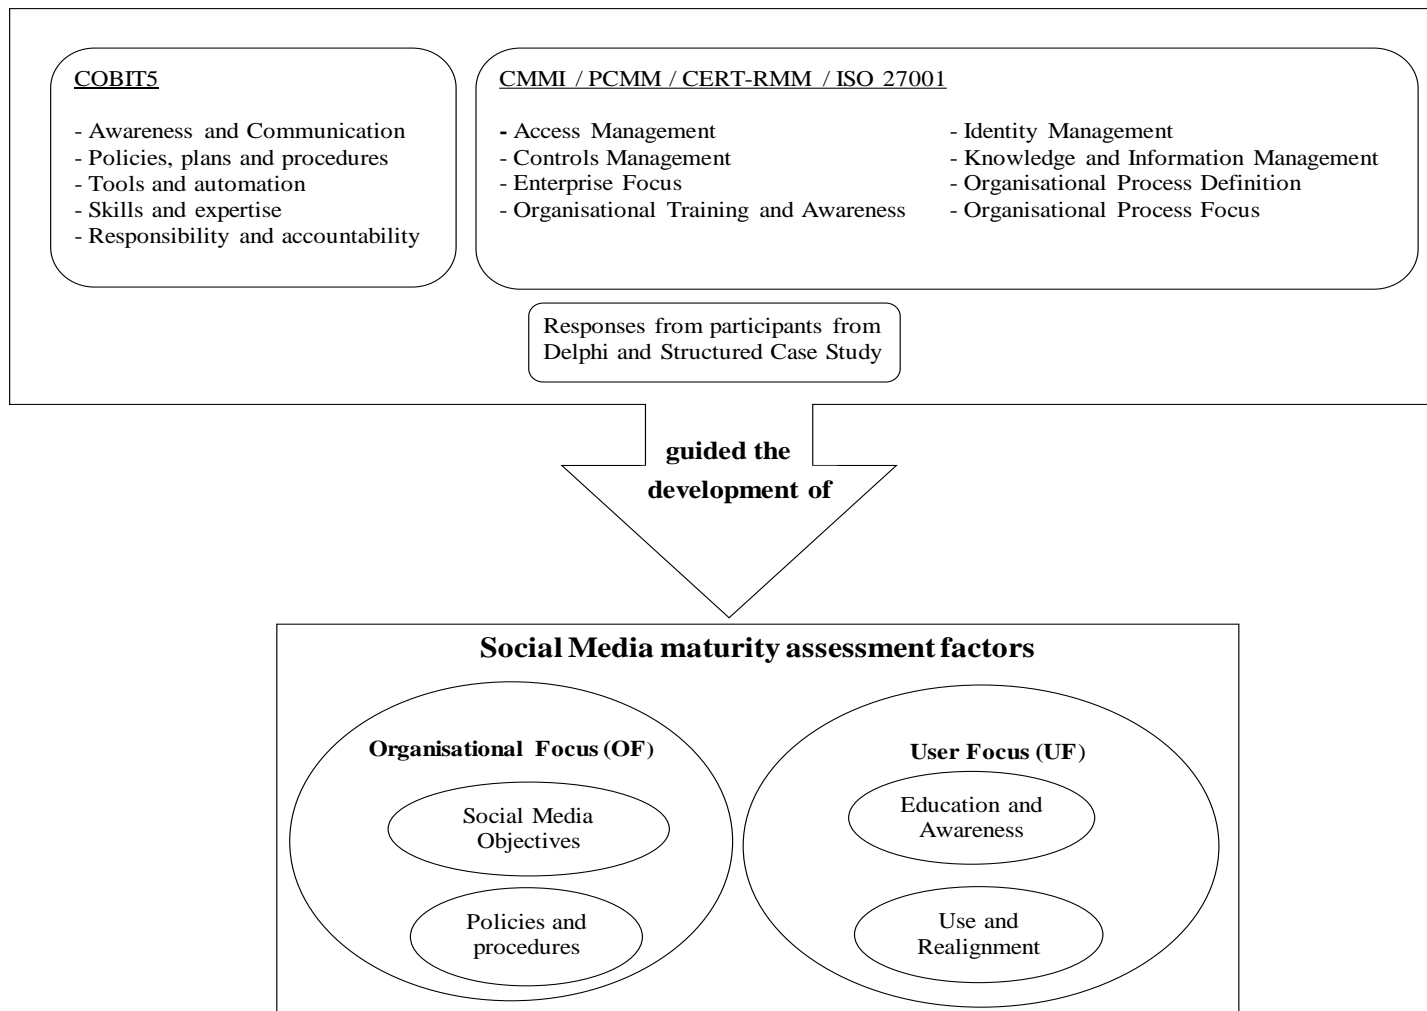 COBIT5
- Awareness and Communication
- Policies, plans and procedures
- Tools and automation
- Skills and expertise
- Responsibility and accountability
CMMI / PCMM / CERT-RMM / ISO 27001
- Access Management
- Controls Management
- Enterprise Focus
- Organisational Training and Awareness
- Identity Management
- Knowledge and Information Management
- Organisational Process Definition
- Organisational Process Focus
Responses from participants from
Delphi and Structured Case Study
guided the
development of
Social Media maturity assessment factors
Organisational Focus (OF)
Social Media
Objectives
Policies and
procedures
User Focus (UF)
Education and
Awareness
Use and
Realignment